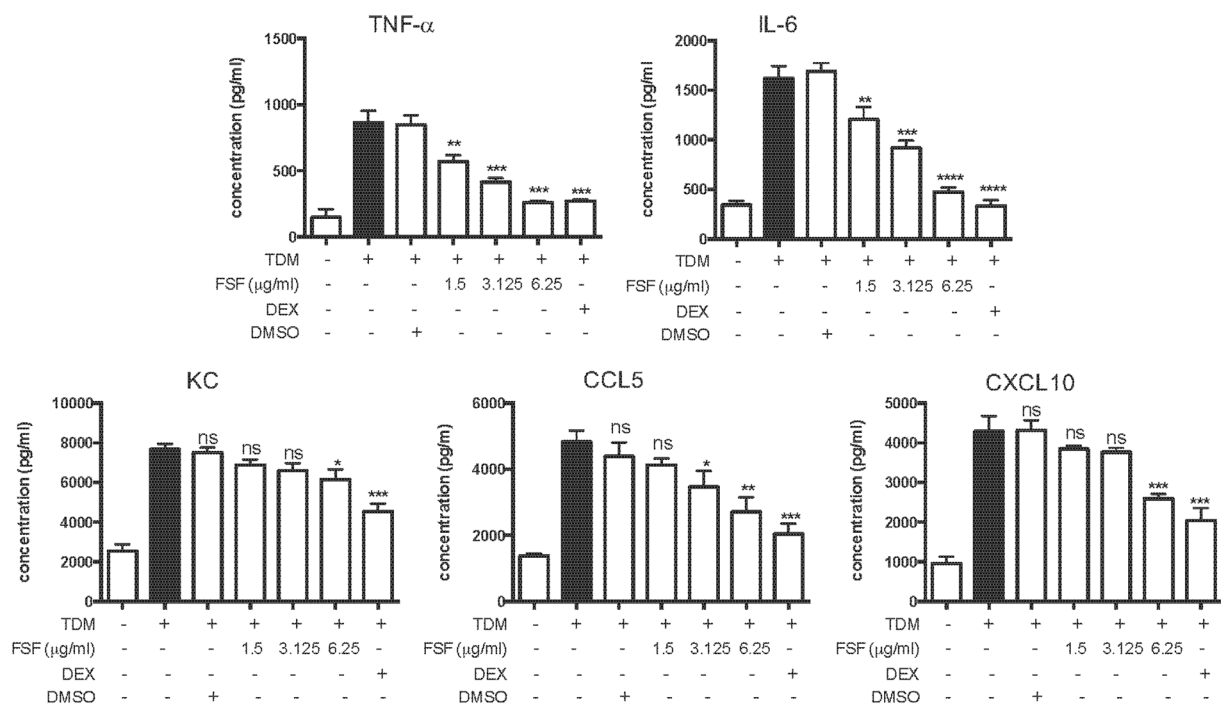 TNF-α
IL-6
concentration (pg/ml)
1500
1000
500
0
** *** *** ***
TDM - + + + + + +
FSF (μg/ml) - - - 1.5 3.125 6.25 -
DEX - - - - - - +
DMSO - - + - - - -
concentration (pg/ml)
2000
1500
1000
500
0
** *** **** ****
TDM - + + + + + +
FSF (μg/ml) - - - 1.5 3.125 6.25 -
DEX - - - - - - +
DMSO - - + - - - -
KC
CCL5
CXCL10
concentration (pg/ml)
10000
8000
6000
4000
2000
0
ns ns ns * ***
TDM - + + + + + +
FSF (μg/ml) - - - 1.5 3.125 6.25 -
DEX - - - - - - +
DMSO - - + - - - -
concentration (pg/ml)
6000
4000
2000
0
ns ns * ** ***
TDM - + + + + + +
FSF (μg/ml) - - - 1.5 3.125 6.25 -
DEX - - - - - - +
DMSO - - + - - - -
concentration (pg/ml)
5000
4000
3000
2000
1000
0
ns ns ns *** ***
TDM - + + + + + +
FSF (μg/ml) - - - 1.5 3.125 6.25 -
DEX - - - - - - +
DMSO - - + - - - -